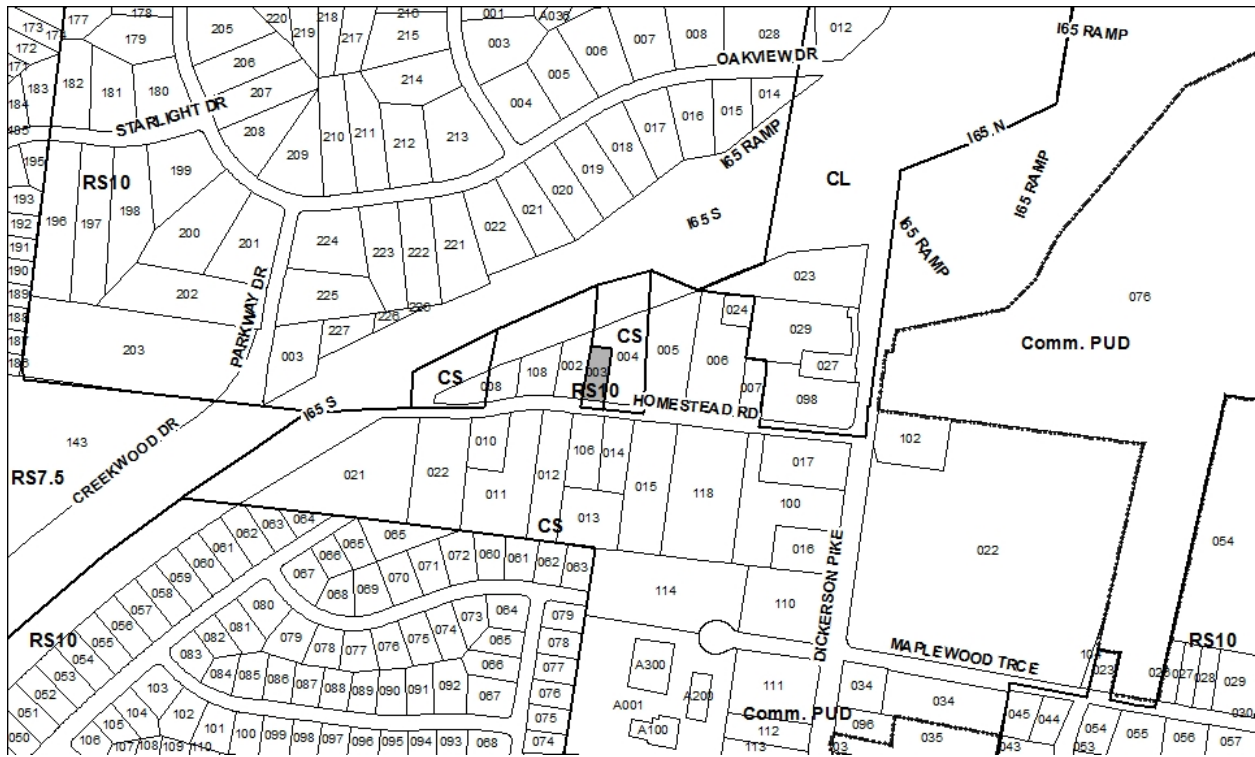 173 177 178 220 218 216 001 A036
172 174 179 205 219 217 215 003 006 007 008 028 012 I65 RAMP
171 OAKVIEW DR
183 182 181 180 206 214 005
184 207 004 014
185 STARLIGHT DR 208 210 211 212 213 017 016 015 I65 N
195 199 209 018 I65 RAMP
RS10 019 CL I65 RAMP
193 196 197 198 020
192 200 201 224 021 I65 S
191 223 222 221 022 I65 RAMP
190 023
189 202 225 076
188 226 226 024
187 PARKWAY DR 227 CS 029
186 203 003 004 005 006 Comm. PUD
CS 108 002 003 027
008 RS10 007
098
HOMESTEAD RD
I65 S
143 CREEKWOOD DR 010 102
RS7.5 021 022 106 014 017
012 015 118 100
011
064 013
062 063 CS
061 065 065 016 022 054
060 066 072 060 061
059 067 071 062 063
058 070 114
057 068 069 110 DICKERSON PIKE
056 080 073 064 079
RS10 055 081 074 MAPLEWOOD TRCE RS10
054 082 079 078 077 076 075 065 078
053 083 066 A300 104 023 026 027 028 029
052 084 085 086 087 088 089 090 091 092 077 111 034
051 103 067 076 A200 034
104 102 A001 Comm. PUD 045 044 030
050 105 101 075 A100 112 096 035 054 055 056 057
106 107 108 109 110 100 099 098 097 096 095 094 093 068 074 113 103 043 053